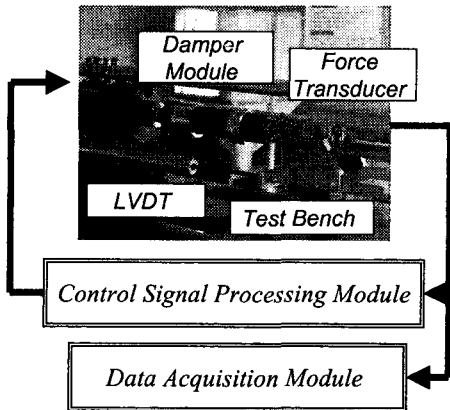 Damper
Module
Force
Transducer
LVDT
Test Bench
Control Signal Processing Module
Data Acquisition Module